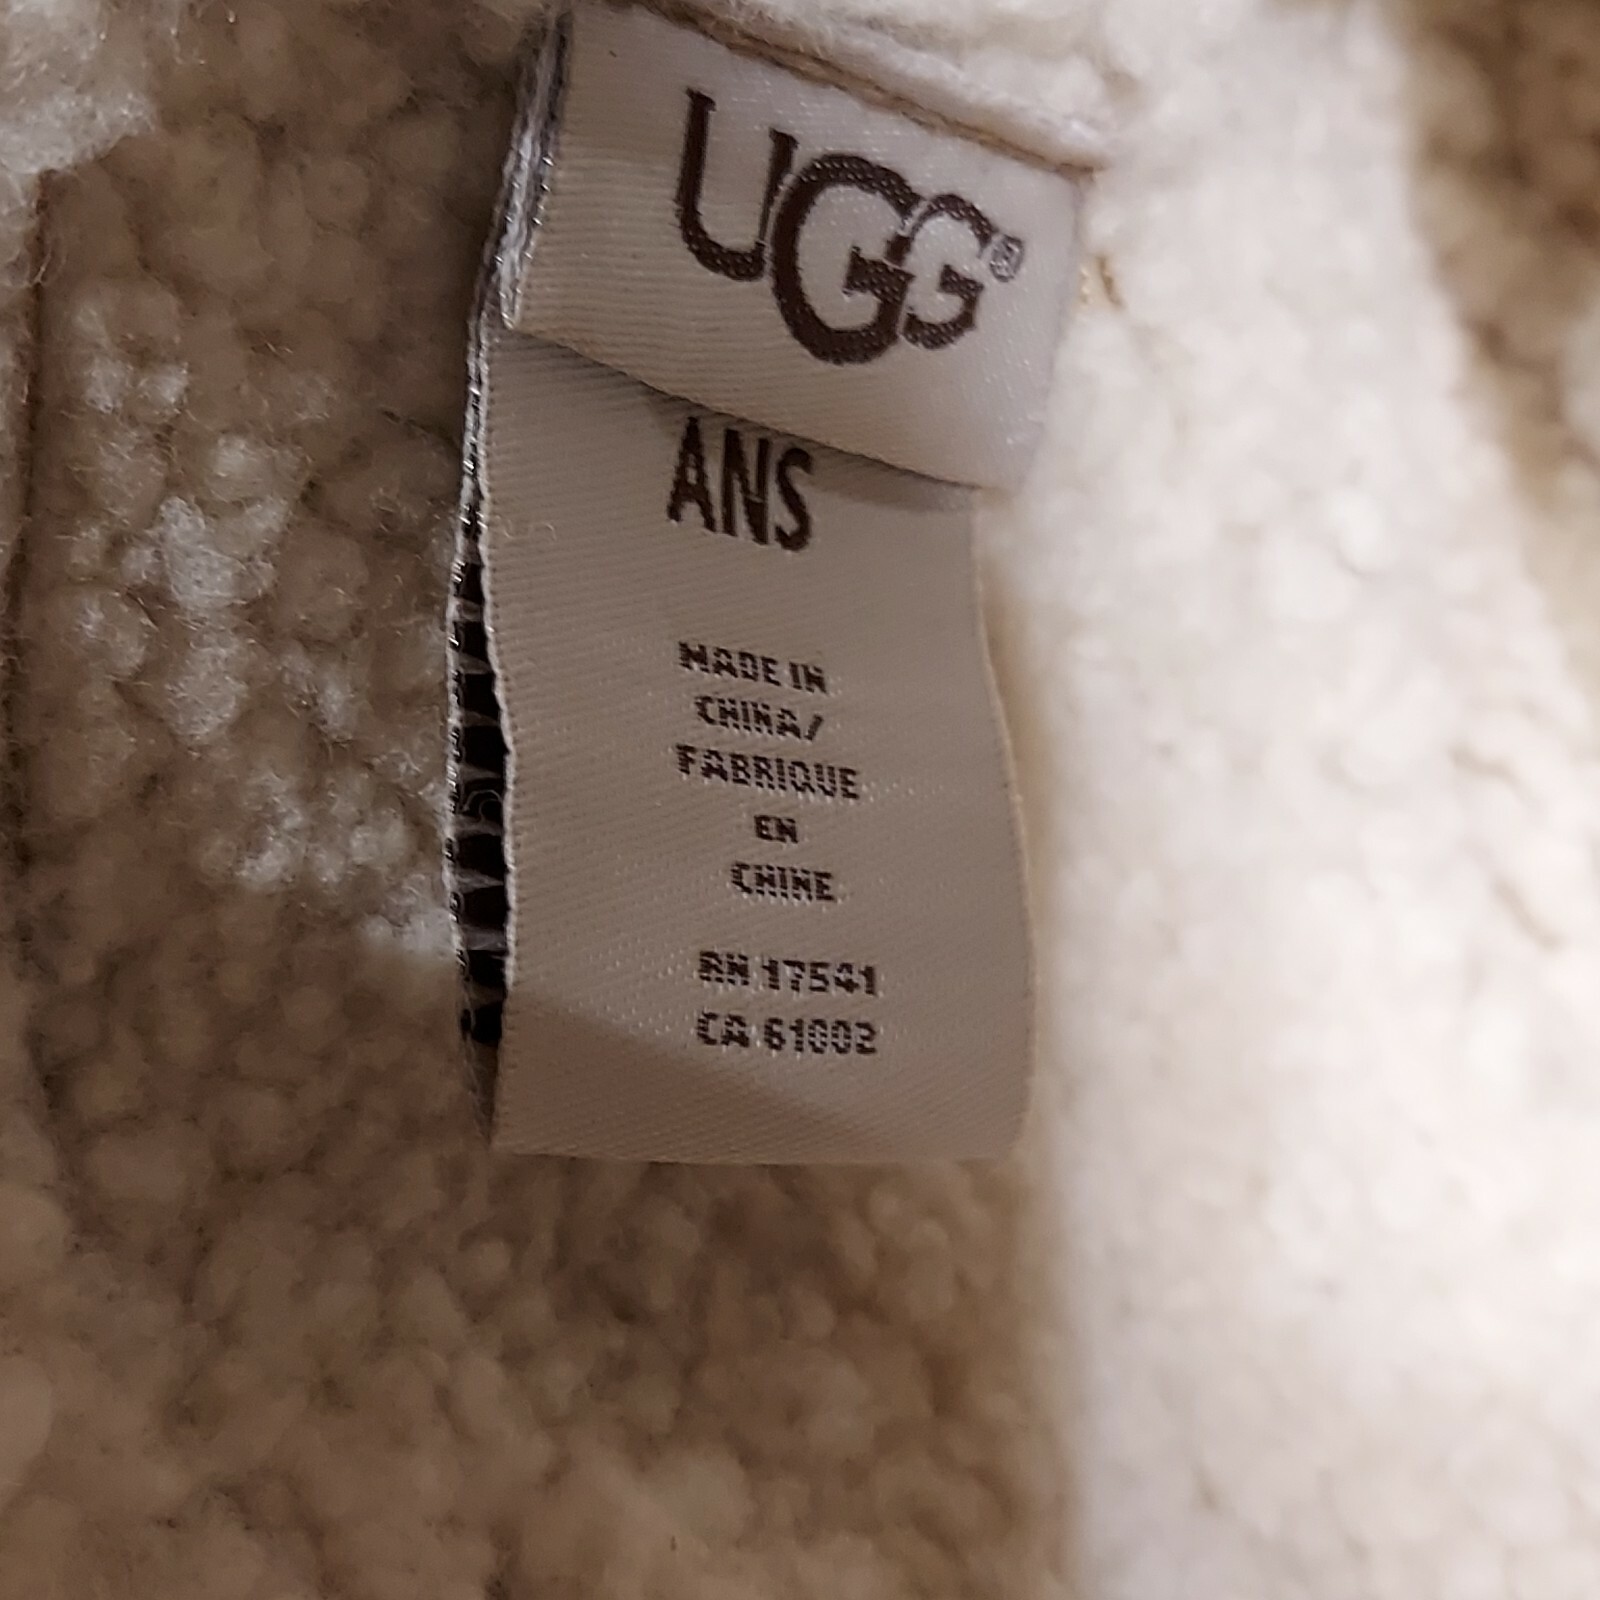 UGG®
ANS
MADE IN
CHINA/
FABRIQUE
EN
CHINE
RN 17541
CA 61002